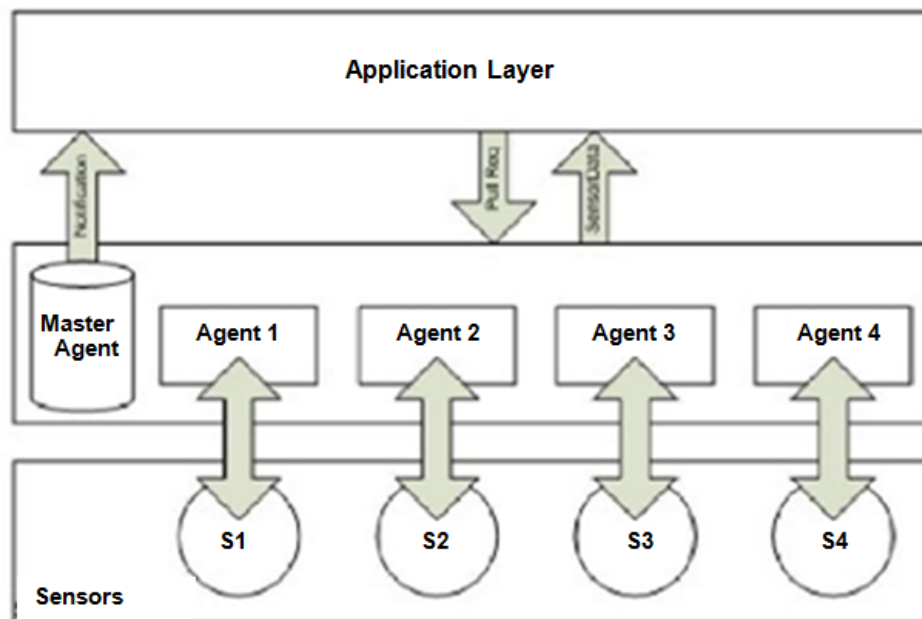 Application Layer
Notification
Pull Req
SensorData
Master
Agent
Agent 1
Agent 2
Agent 3
Agent 4
S1
S2
S3
S4
Sensors